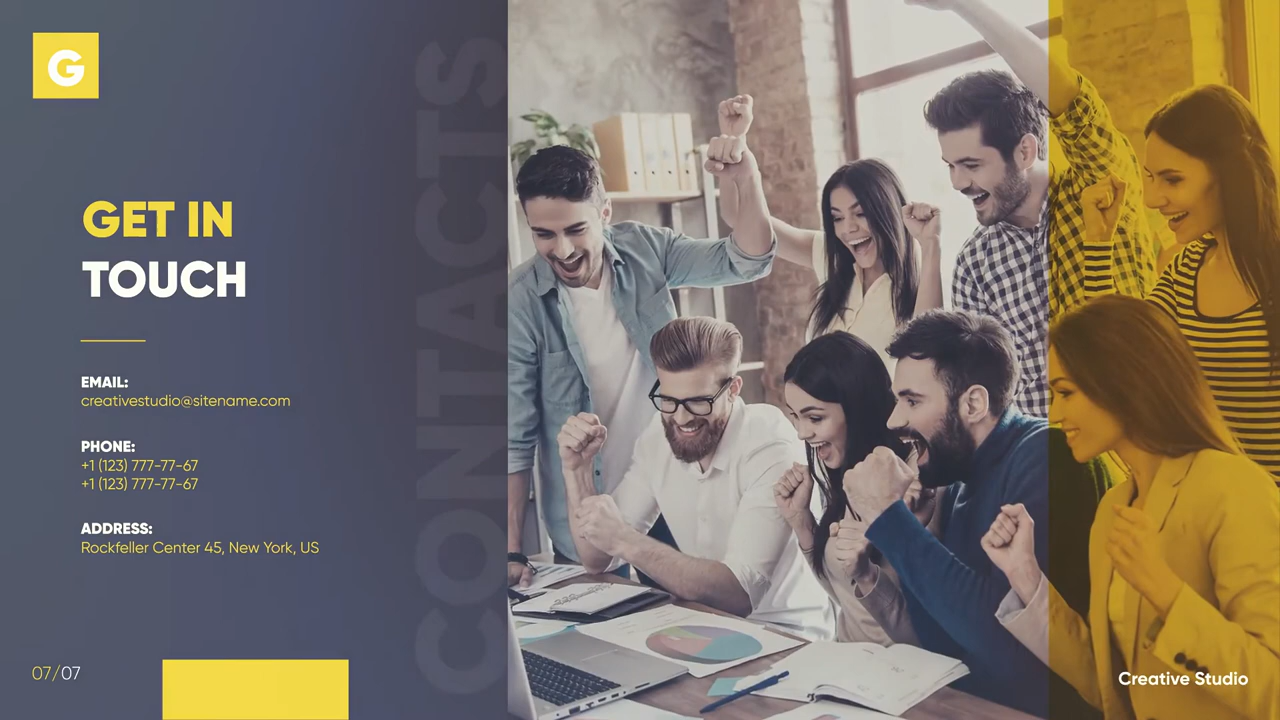 G
GET IN
TOUCH
EMAIL:
creativestudio@sitename.com
PHONE:
+1 (123) 777-77-67
+1 (123) 777-77-67
ADDRESS:
Rockfeller Center 45, New York, US
07/07
CONTACTS
Creative Studio